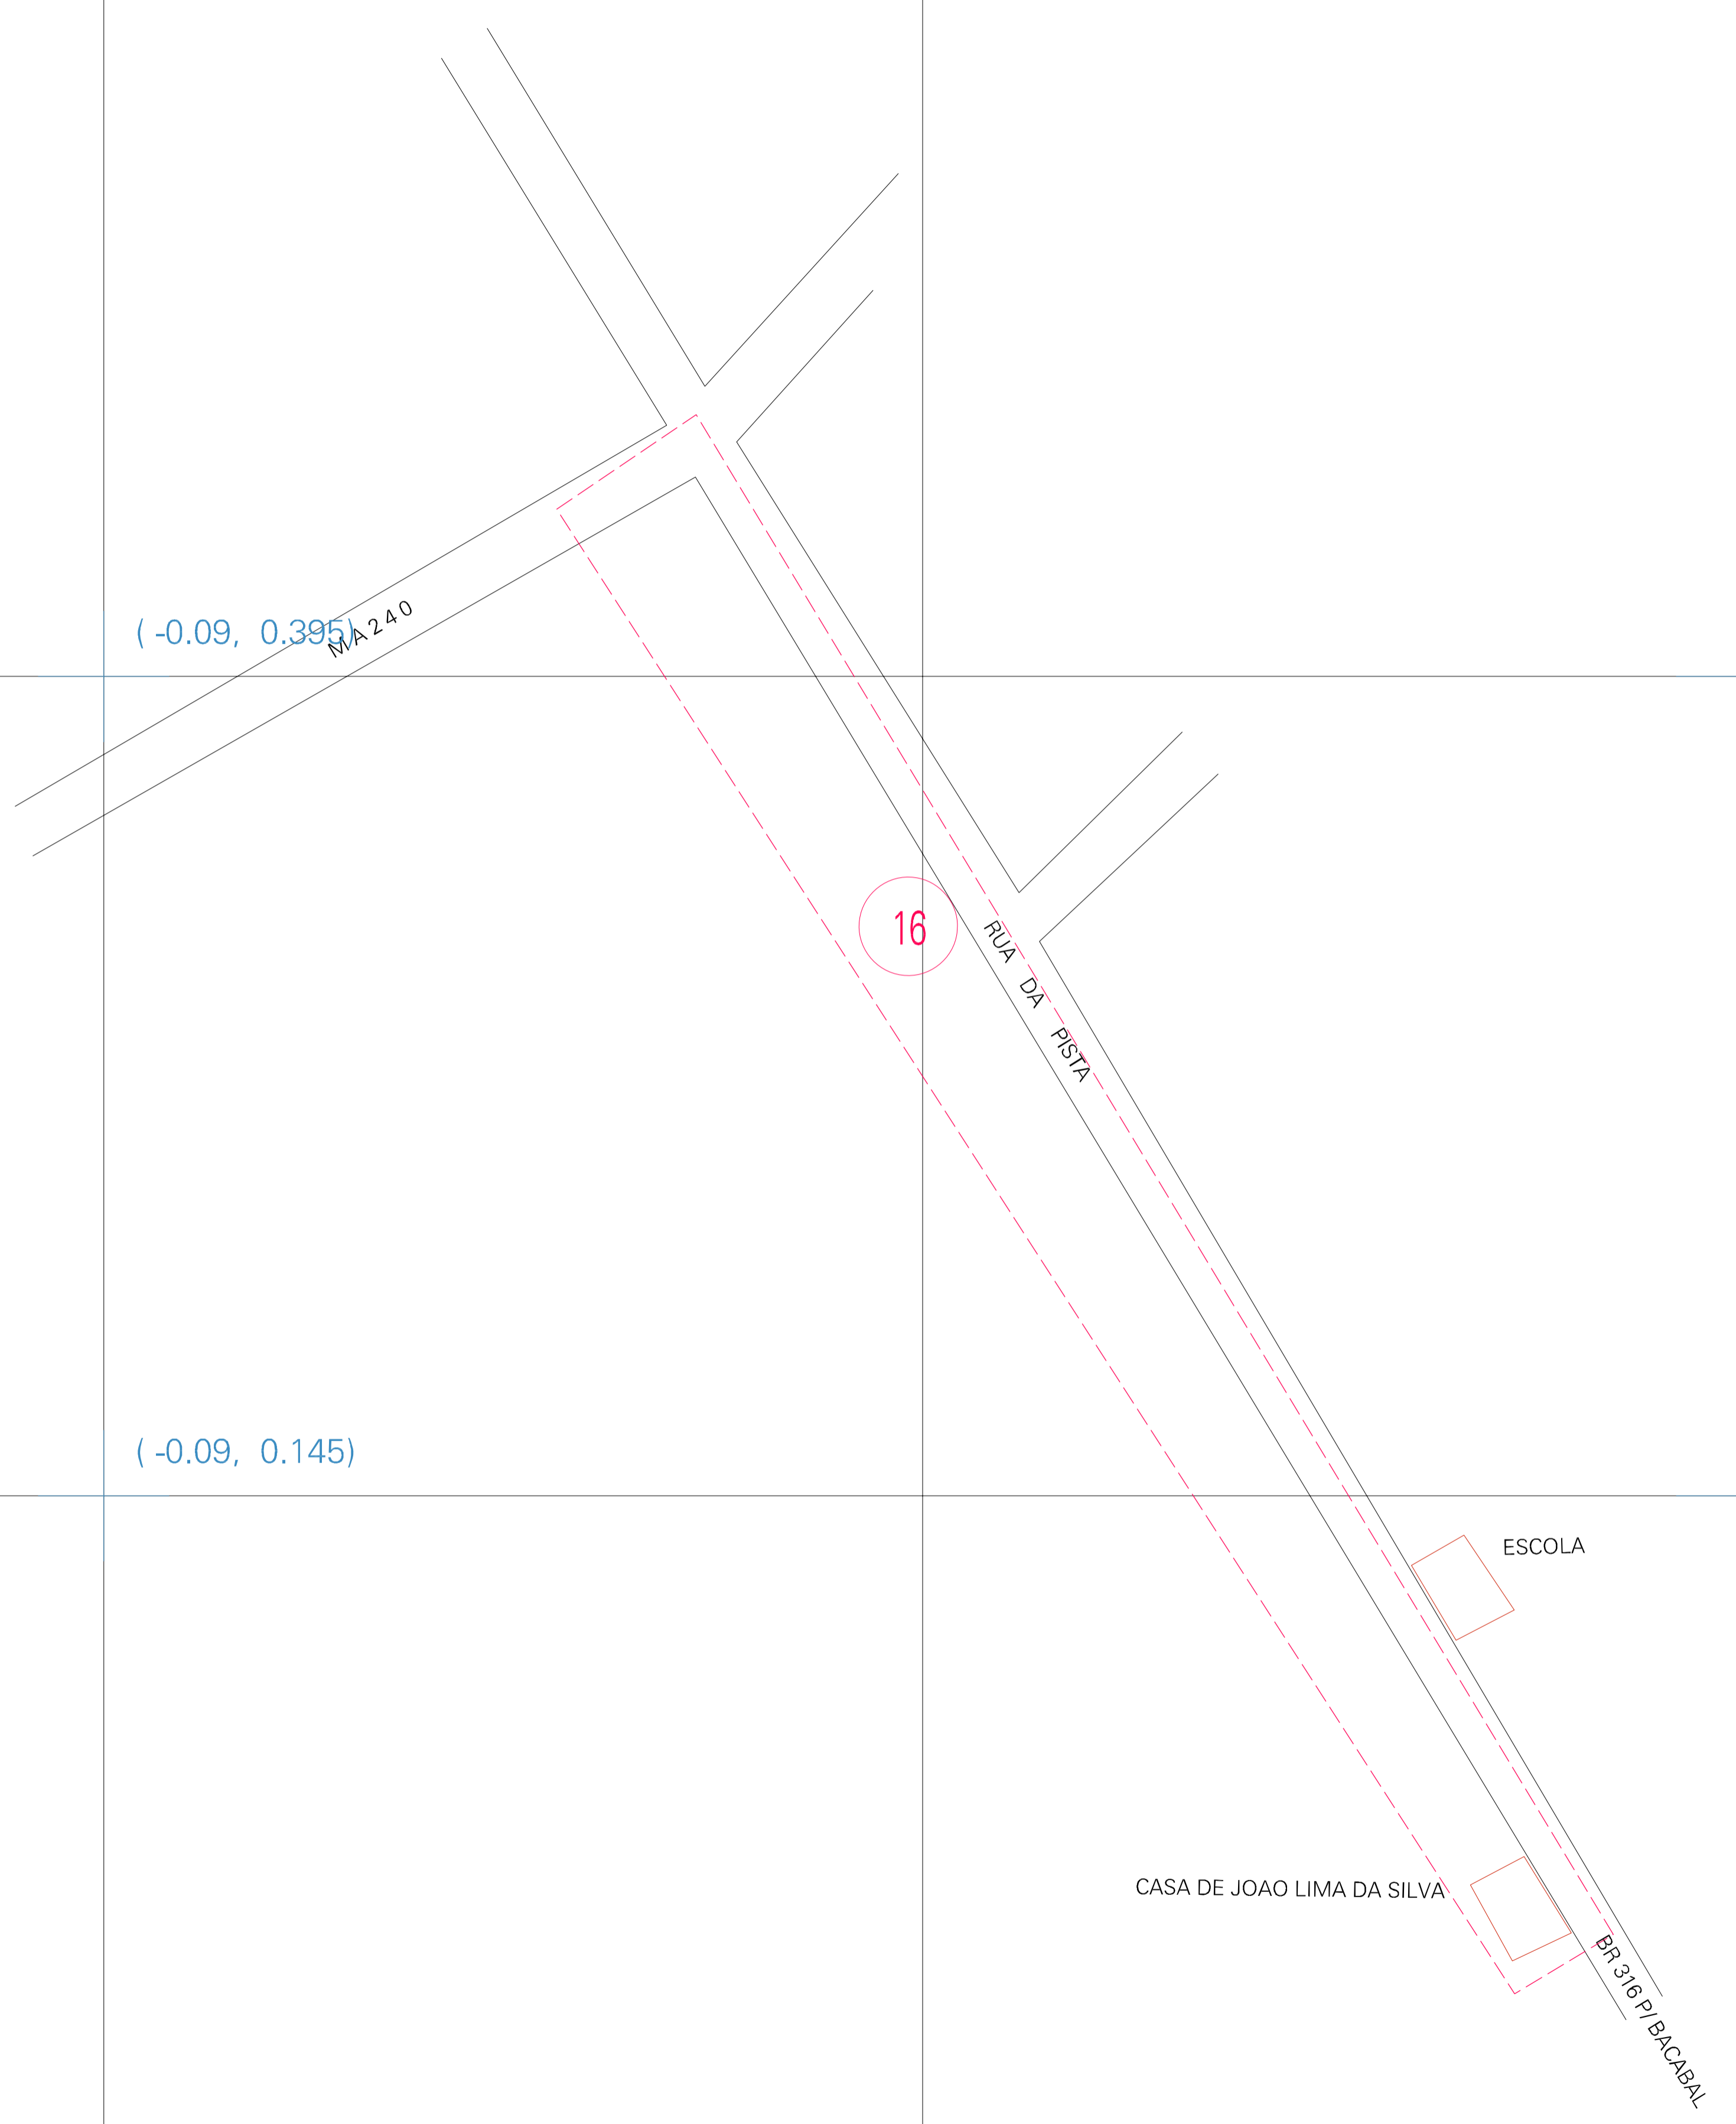 MA 240
(-0.09, 0.395)
16
RUA DA PISTA
(-0.09, 0.145)
ESCOLA
CASA DE JOAO LIMA DA SILVA
BR 316 P/ BACABAL